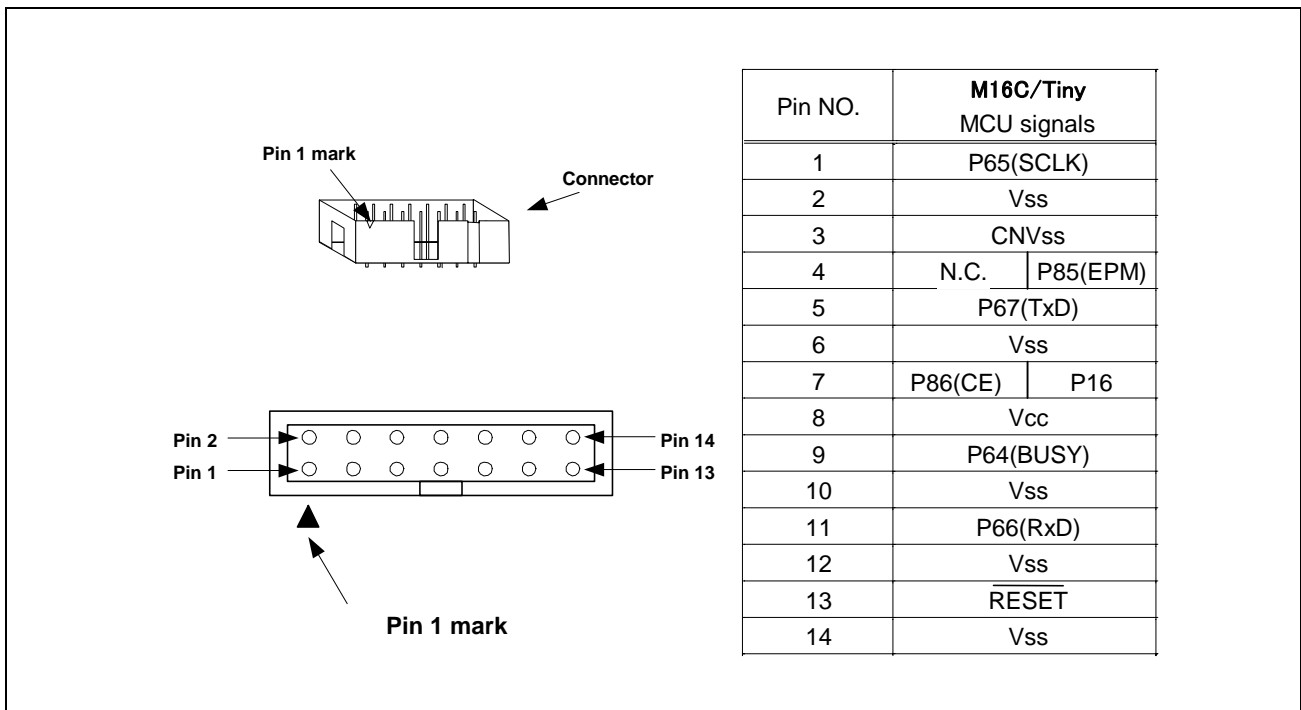 Pin 1 mark
Connector
Pin 2
Pin 14
Pin 1
Pin 13
Pin 1 mark
Pin NO. M16C/Tiny MCU signals
1 P65(SCLK)
2 Vss
3 CNVss
4 N.C. P85(EPM)
5 P67(TxD)
6 Vss
7 P86(CE) P16
8 Vcc
9 P64(BUSY)
10 Vss
11 P66(RxD)
12 Vss
13 RESET
14 Vss